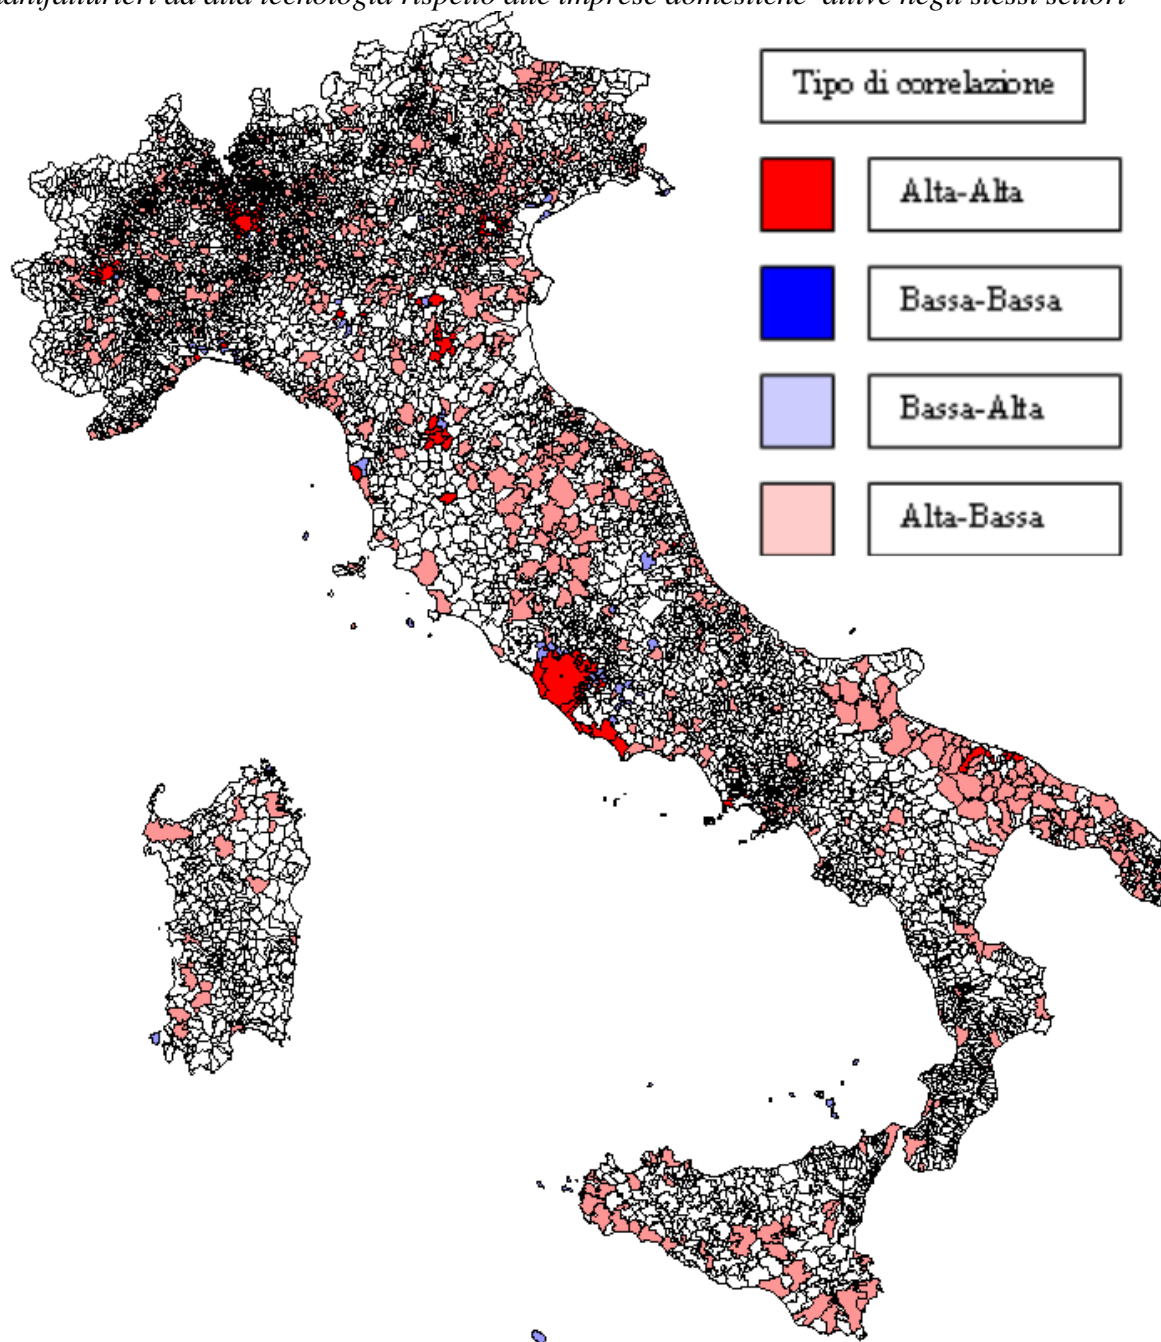 manifatturieri ad alta tecnologia rispetto alle imprese domestiche attive negli stessi settori
Tipo di correlazione
Alta-Alta
Bassa-Bassa
Bassa-Alta
Alta-Bassa